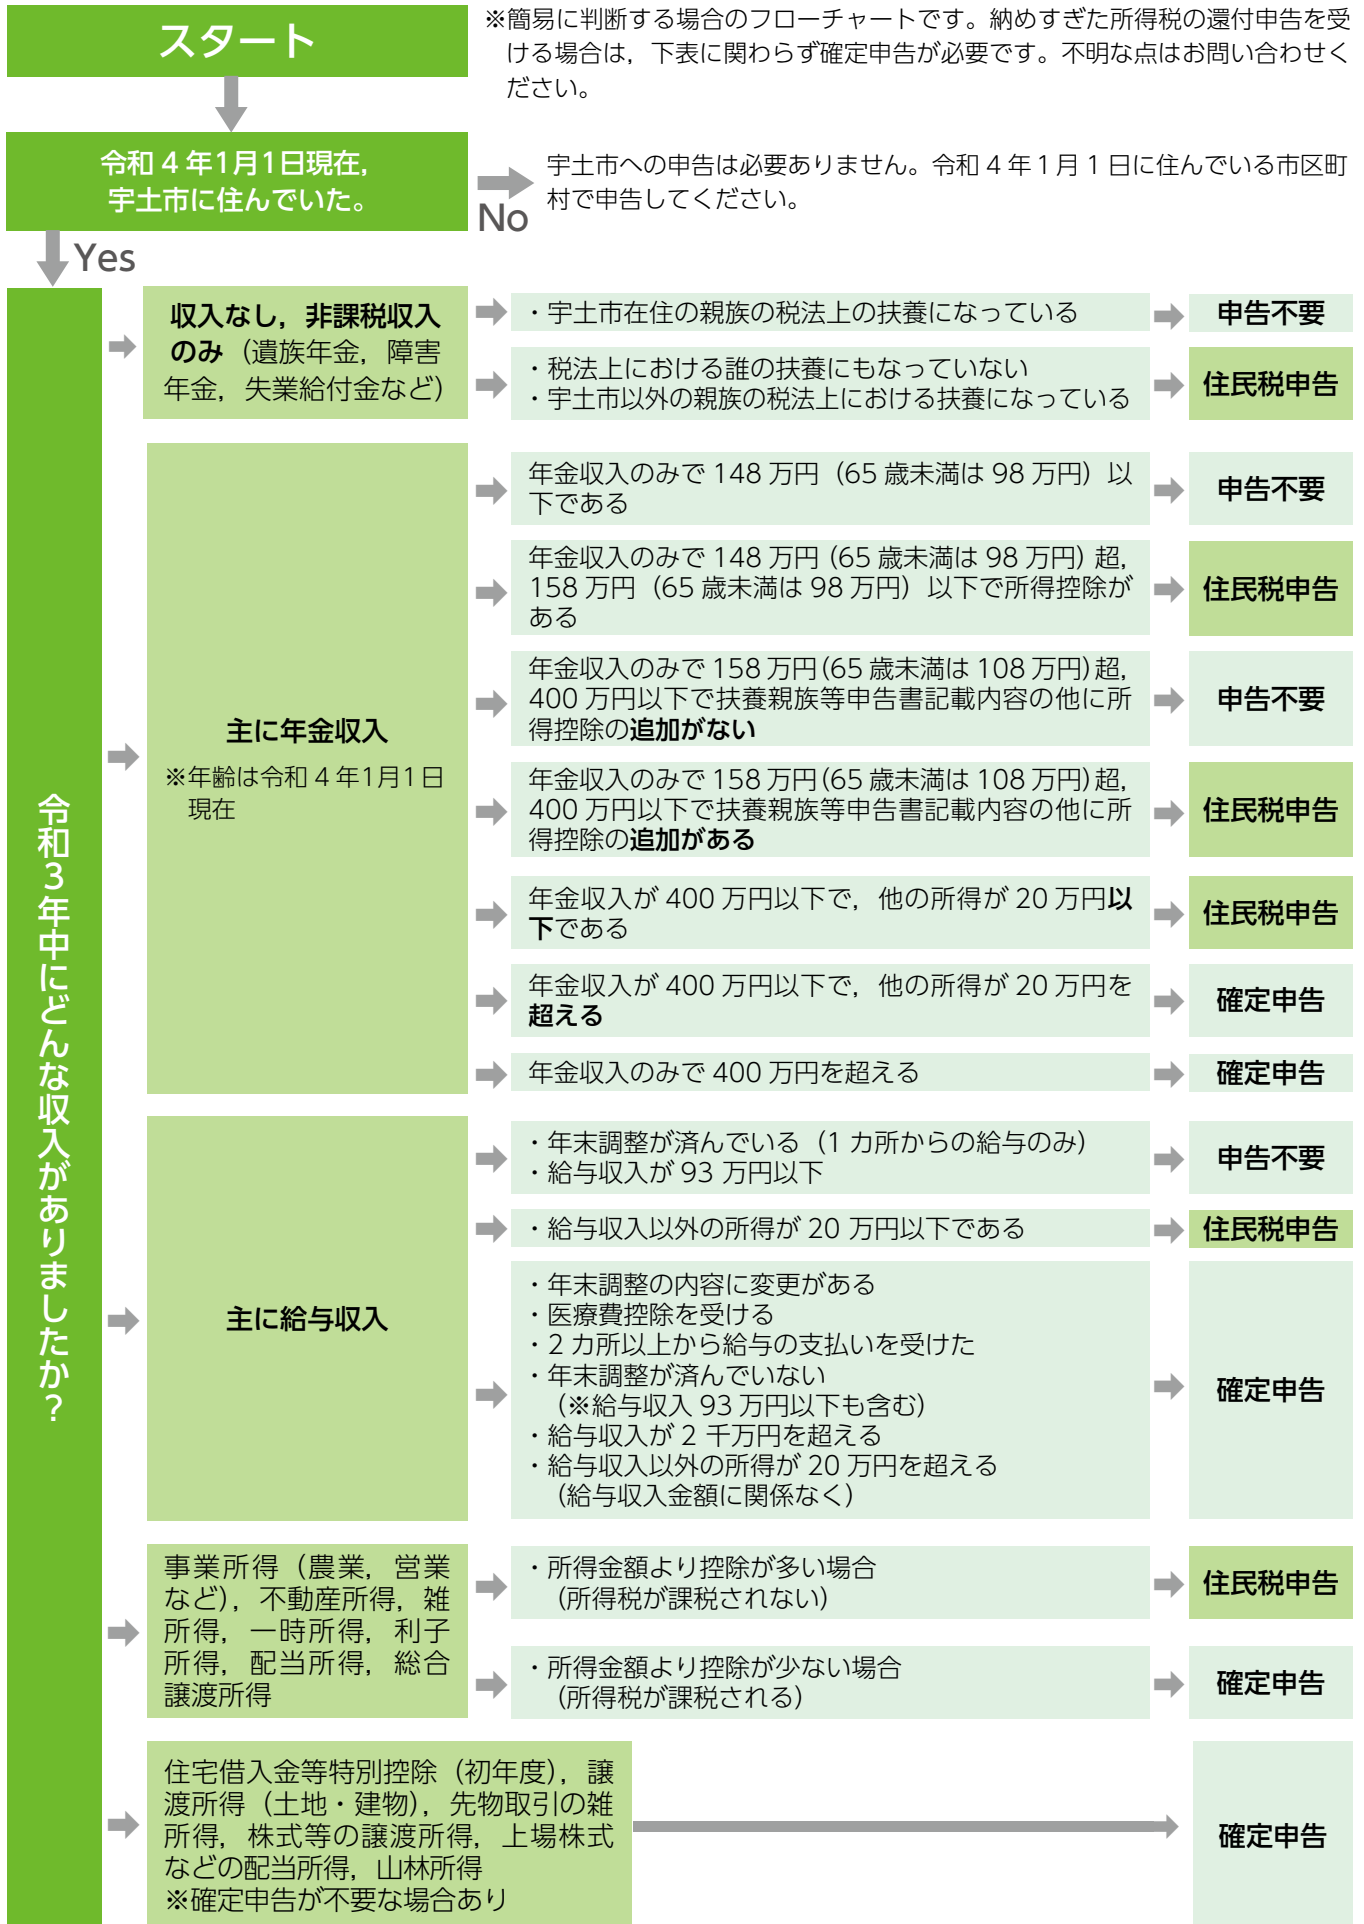 スタート
※簡易に判断する場合のフローチャートです。納めすぎた所得税の還付申告を受
ける場合は，下表に関わらず確定申告が必要です。不明な点はお問い合わせく
ださい。
令和４年1月1日現在，
宇土市に住んでいた。
No
宇土市への申告は必要ありません。令和４年１月１日に住んでいる市区町
村で申告してください。
Yes
令和３年中にどんな収入がありましたか？
収入なし，非課税収入
のみ（遺族年金，障害
年金，失業給付金など）
・宇土市在住の親族の税法上の扶養になっている
申告不要
・税法上における誰の扶養にもなっていない
・宇土市以外の親族の税法上における扶養になっている
住民税申告
主に年金収入
※年齢は令和４年1月1日
現在
年金収入のみで 148 万円（65 歳未満は 98 万円）以
下である
申告不要
年金収入のみで 148 万円（65 歳未満は 98 万円）超，
158 万円（65 歳未満は 98 万円）以下で所得控除が
ある
住民税申告
年金収入のみで 158 万円（65 歳未満は 108 万円）超，
400 万円以下で扶養親族等申告書記載内容の他に所
得控除の追加がない
申告不要
年金収入のみで 158 万円（65 歳未満は 108 万円）超，
400 万円以下で扶養親族等申告書記載内容の他に所
得控除の追加がある
住民税申告
年金収入が 400 万円以下で，他の所得が 20 万円以
下である
住民税申告
年金収入が 400 万円以下で，他の所得が 20 万円を
超える
確定申告
年金収入のみで 400 万円を超える
確定申告
主に給与収入
・年末調整が済んでいる（1 カ所からの給与のみ）
・給与収入が 93 万円以下
申告不要
・給与収入以外の所得が 20 万円以下である
住民税申告
・年末調整の内容に変更がある
・医療費控除を受ける
・2 カ所以上から給与の支払いを受けた
・年末調整が済んでいない
（※給与収入 93 万円以下も含む）
・給与収入が 2 千万円を超える
・給与収入以外の所得が 20 万円を超える
（給与収入金額に関係なく）
確定申告
事業所得（農業，営業
など），不動産所得，雑
所得，一時所得，利子
所得，配当所得，総合
譲渡所得
・所得金額より控除が多い場合
（所得税が課税されない）
住民税申告
・所得金額より控除が少ない場合
（所得税が課税される）
確定申告
住宅借入金等特別控除（初年度），譲
渡所得（土地・建物），先物取引の雑
所得，株式等の譲渡所得，上場株式
などの配当所得，山林所得
※確定申告が不要な場合あり
確定申告